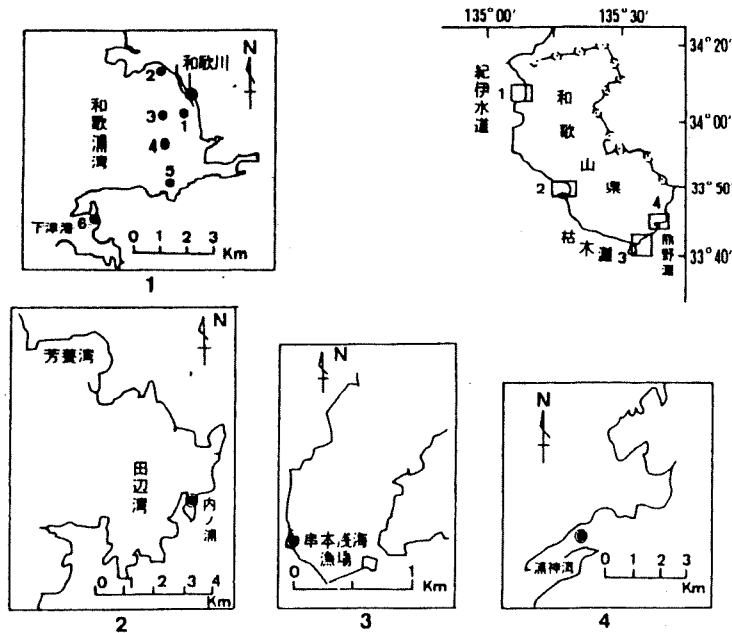 N
和歌川
和歌浦湾
2
3
1
4
5
6
下津湾
0 1 2 3
Km
1
135°00′ 135°30′
34°20′
34°00′
33°50′
33°40′
紀伊水道
和歌山県
枯木灘
熊野灘
1
2
3
4
N
芳養湾
田辺湾
内ノ浦
0 1 2 3 4
Km
2
N
串本浅海
漁場
0 1
Km
3
N
浦神湾
0 1 2 3
Km
4